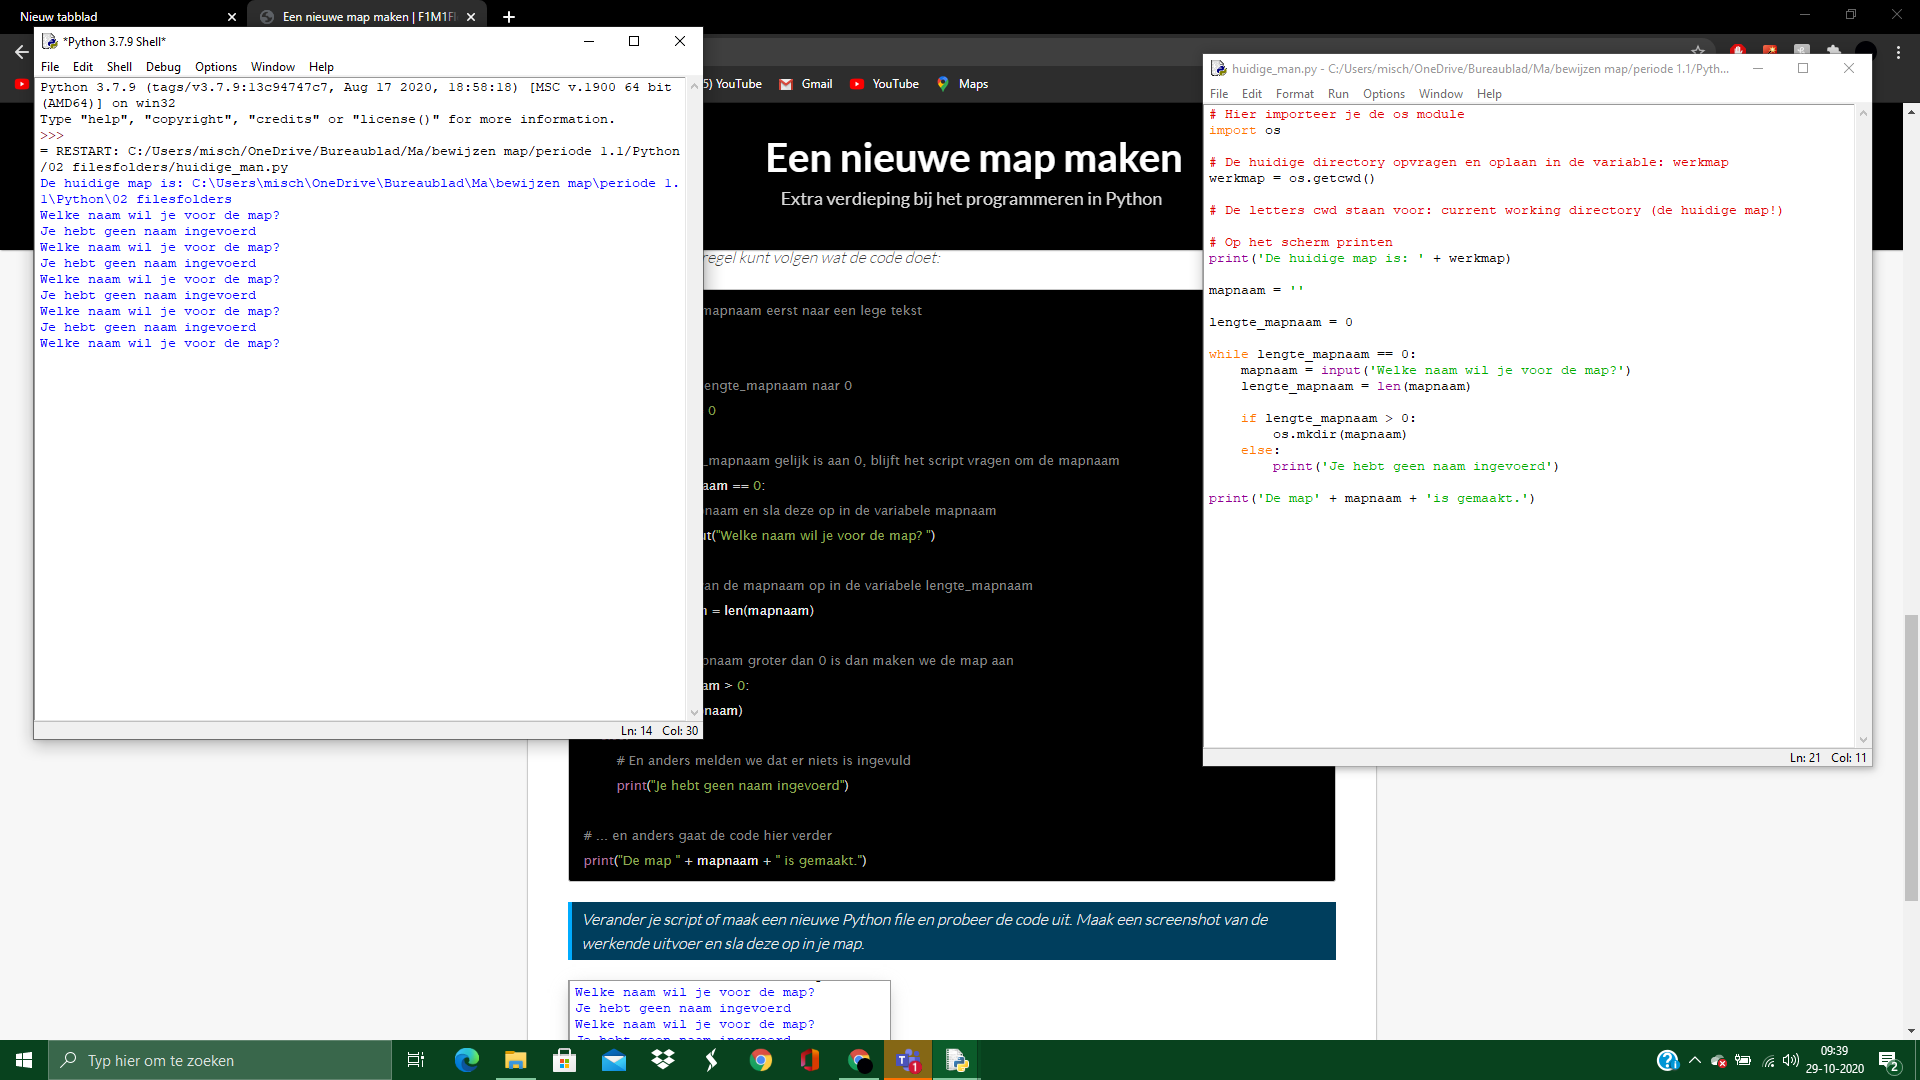 Nieuw tabblad
Een nieuwe map maken | F1M1Fl
*Python 3.7.9 Shell*
File Edit Shell Debug Options Window Help
Python 3.7.9 (tags/v3.7.9:13c94747c7, Aug 17 2020, 18:58:18) [MSC v.1900 64 bit
(AMD64)] on win32
Type "help", "copyright", "credits" or "license()" for more information.
>>>
= RESTART: C:/Users/misch/OneDrive/Bureaublad/Ma/bewijzen map/periode 1.1/Python
/02 filesfolders/huidige_man.py
De huidige map is: C:\Users\misch\OneDrive\Bureaublad\Ma\bewijzen map\periode 1.
1\Python\02 filesfolders
Welke naam wil je voor de map?
Je hebt geen naam ingevoerd
Welke naam wil je voor de map?
Je hebt geen naam ingevoerd
Welke naam wil je voor de map?
Je hebt geen naam ingevoerd
Welke naam wil je voor de map?
Je hebt geen naam ingevoerd
Welke naam wil je voor de map?
Ln: 14 Col: 30
5) YouTube Gmail YouTube Maps
Een nieuwe map maken
Extra verdieping bij het programmeren in Python
regel kunt volgen wat de code doet:
mapnaam eerst naar een lege tekst
lengte_mapnaam naar 0
0
_mapnaam gelijk is aan 0, blijft het script vragen om de mapnaam
aam == 0:
naam en sla deze op in de variabele mapnaam
ut("Welke naam wil je voor de map? ")
an de mapnaam op in de variabele lengte_mapnaam
= len(mapnaam)
pnaam groter dan 0 is dan maken we de map aan
am > 0:
naam)
# En anders melden we dat er niets is ingevuld
print("Je hebt geen naam ingevoerd")
# ... en anders gaat de code hier verder
print("De map " + mapnaam + " is gemaakt.")
Verander je script of maak een nieuwe Python file en probeer de code uit. Maak een screenshot van de
werkende uitvoer en sla deze op in je map.
Welke naam wil je voor de map?
Je hebt geen naam ingevoerd
Welke naam wil je voor de map?
huidige_man.py - C:/Users/misch/OneDrive/Bureaublad/Ma/bewijzen map/periode 1.1/Pyth...
File Edit Format Run Options Window Help
# Hier importeer je de os module
import os
# De huidige directory opvragen en oplaan in de variable: werkmap
werkmap = os.getcwd()
# De letters cwd staan voor: current working directory (de huidige map!)
# Op het scherm printen
print('De huidige map is: ' + werkmap)
mapnaam = ''
lengte_mapnaam = 0
while lengte_mapnaam == 0:
    mapnaam = input('Welke naam wil je voor de map?')
    lengte_mapnaam = len(mapnaam)
    if lengte_mapnaam > 0:
        os.mkdir(mapnaam)
    else:
        print('Je hebt geen naam ingevoerd')
print('De map' + mapnaam + 'is gemaakt.')
Ln: 21 Col: 11
Typ hier om te zoeken
1
09:39
29-10-2020
2